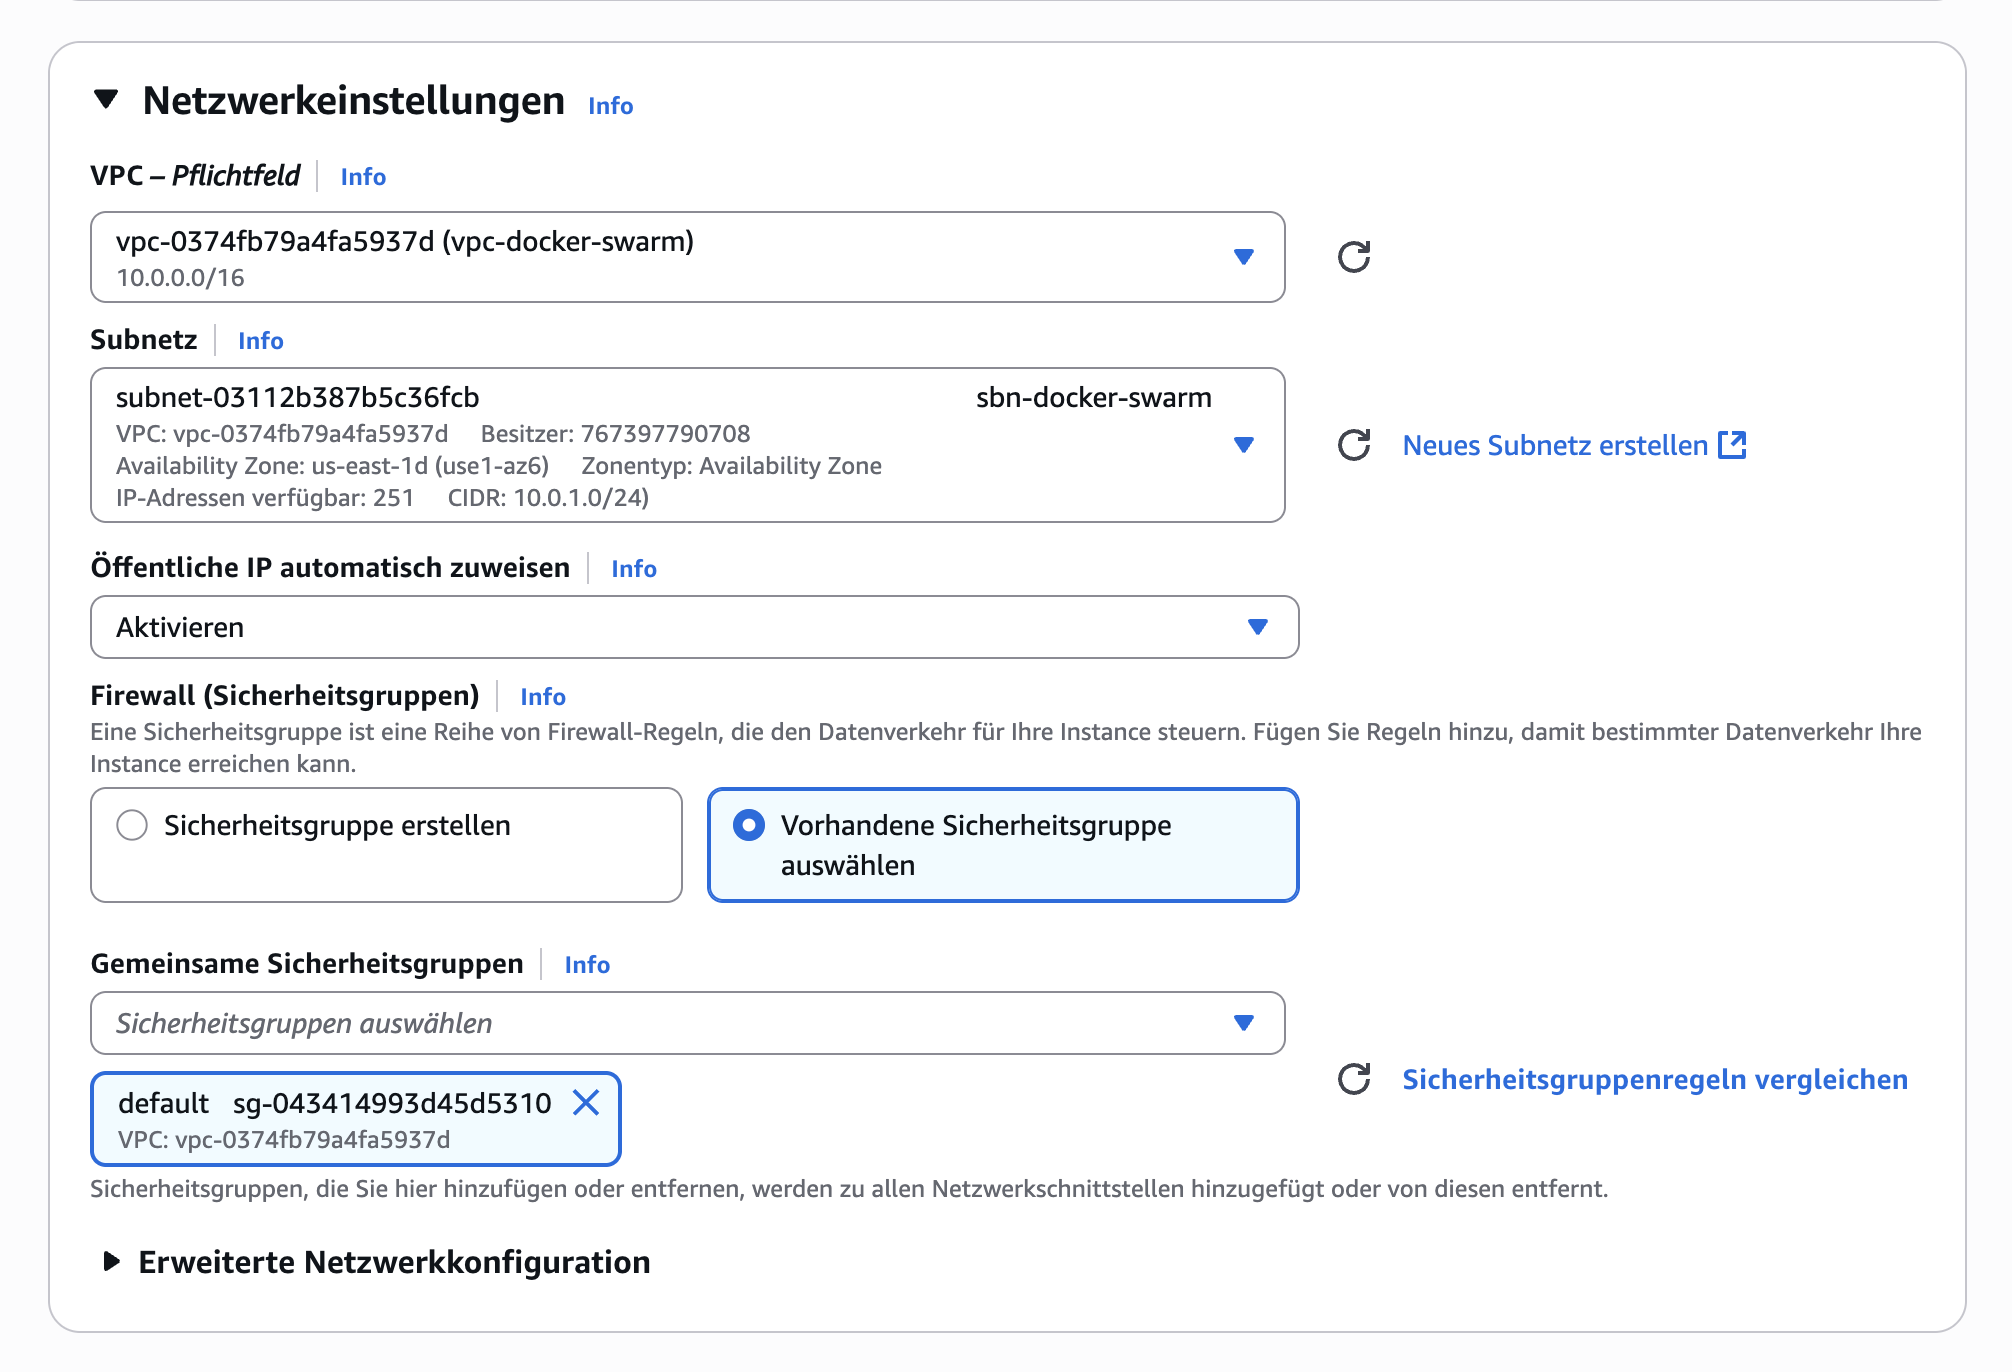 Netzwerkeinstellungen Info
VPC – Pflichtfeld Info
vpc-0374fb79a4fa5937d (vpc-docker-swarm)
10.0.0.0/16
Subnetz Info
subnet-03112b387b5c36fcb sbn-docker-swarm
VPC: vpc-0374fb79a4fa5937d Besitzer: 767397790708
Availability Zone: us-east-1d (use1-az6) Zonentyp: Availability Zone
IP-Adressen verfügbar: 251 CIDR: 10.0.1.0/24)
Neues Subnetz erstellen
Öffentliche IP automatisch zuweisen Info
Aktivieren
Firewall (Sicherheitsgruppen) Info
Eine Sicherheitsgruppe ist eine Reihe von Firewall-Regeln, die den Datenverkehr für Ihre Instance steuern. Fügen Sie Regeln hinzu, damit bestimmter Datenverkehr Ihre
Instance erreichen kann.
Sicherheitsgruppe erstellen
Vorhandene Sicherheitsgruppe
auswählen
Gemeinsame Sicherheitsgruppen Info
Sicherheitsgruppen auswählen
default sg-043414993d45d5310
VPC: vpc-0374fb79a4fa5937d
Sicherheitsgruppenregeln vergleichen
Sicherheitsgruppen, die Sie hier hinzufügen oder entfernen, werden zu allen Netzwerkschnittstellen hinzugefügt oder von diesen entfernt.
Erweiterte Netzwerkkonfiguration